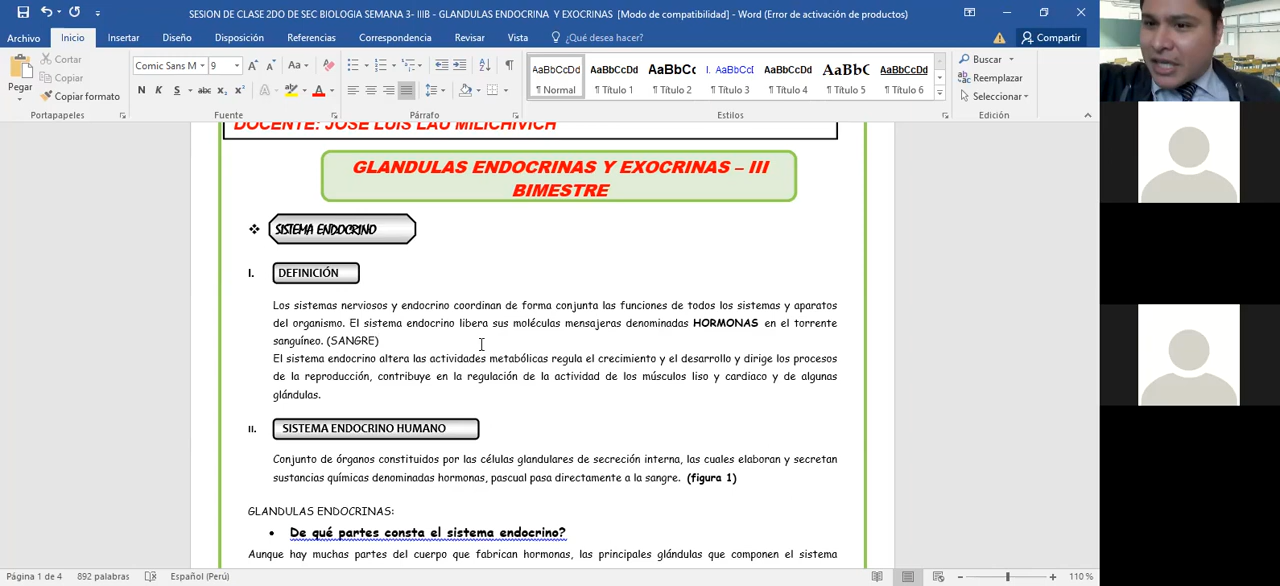 SESION DE CLASE 2DO DE SEC BIOLOGIA SEMANA 3- IIIB - GLANDULAS ENDOCRINA Y EXOCRINAS [Modo de compatibilidad] - Word (Error de activación de productos)
Archivo Inicio Insertar Diseño Disposición Referencias Correspondencia Revisar Vista ¿Qué desea hacer? Compartir
Cortar
Copiar
Copiar formato
Pegar
Portapapeles
Comic Sans M 9
N K S abc x₂ x²
Fuente
Párrafo
AaBbCcDd AaBbCcDd AaBbCc I. AaBbCcI AaBbCcDd AaBbC AaBbCcDd
¶ Normal ¶ Título 1 ¶ Título 2 ¶ Título 3 ¶ Título 4 ¶ Título 5 ¶ Título 6
Estilos
Buscar
Reemplazar
Seleccionar
Edición
DOCENTE: JOSE LUIS LAU MILICHIVICH
GLANDULAS ENDOCRINAS Y EXOCRINAS – III
BIMESTRE
SISTEMA ENDOCRINO
I. DEFINICIÓN
Los sistemas nerviosos y endocrino coordinan de forma conjunta las funciones de todos los sistemas y aparatos
del organismo. El sistema endocrino libera sus moléculas mensajeras denominadas HORMONAS en el torrente
sanguíneo. (SANGRE)
El sistema endocrino altera las actividades metabólicas regula el crecimiento y el desarrollo y dirige los procesos
de la reproducción, contribuye en la regulación de la actividad de los músculos liso y cardiaco y de algunas
glándulas.
II. SISTEMA ENDOCRINO HUMANO
Conjunto de órganos constituidos por las células glandulares de secreción interna, las cuales elaboran y secretan
sustancias químicas denominadas hormonas, pascual pasa directamente a la sangre. (figura 1)
GLANDULAS ENDOCRINAS:
• De qué partes consta el sistema endocrino?
Aunque hay muchas partes del cuerpo que fabrican hormonas, las principales glándulas que componen el sistema
Página 1 de 4 892 palabras Español (Perú) 110 %